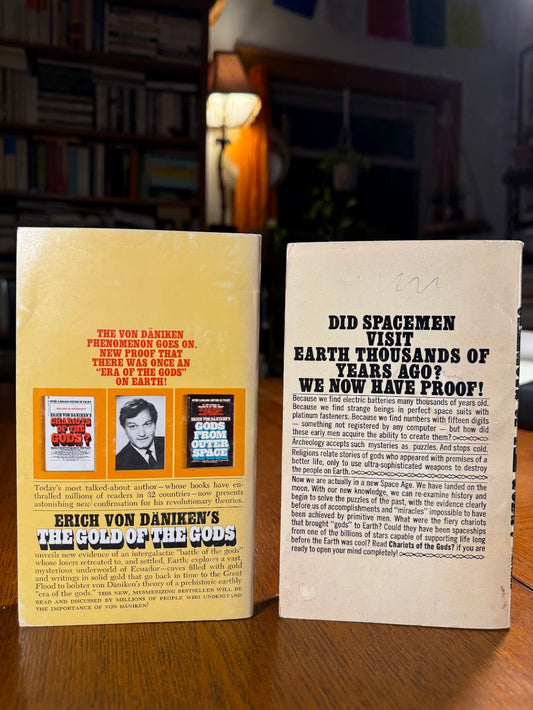 THE VON DÄNIKEN
PHENOMENON GOES ON.
NEW PROOF THAT
THERE WAS ONCE AN
"ERA OF THE GODS"
ON EARTH!
ERICH VON DÄNIKEN'S
CHARIOTS
OF THE
GODS?
ERICH VON DÄNIKEN'S
GODS
FROM OUTER
SPACE
Today's most talked-about author—whose books have en-
thralled millions of readers in 32 countries—now presents
astonishing new confirmation for his revolutionary theories.
ERICH VON DÄNIKEN'S
THE GOLD OF THE GODS
unveils new evidence of an intergalactic "battle of the gods"
whose losers retreated to, and settled, Earth; explores a vast,
mysterious underworld of Ecuador—caves filled with gold
and writings in solid gold that go back in time to the Great
Flood to bolster von Däniken's theory of a prehistoric earthly
"era of the gods." THIS NEW, MESMERIZING BESTSELLER WILL BE
READ AND DISCUSSED BY MILLIONS OF PEOPLE WHO UNDERSTAND
THE IMPORTANCE OF VON DÄNIKEN!
DID SPACEMEN
VISIT
EARTH THOUSANDS OF
YEARS AGO?
WE NOW HAVE PROOF!
Because we find electric batteries many thousands of years old.
Because we find strange beings in perfect space suits with
platinum fasteners. Because we find numbers with fifteen digits
— something not registered by any computer — but how did
these early men acquire the ability to create them?
Archeology accepts such mysteries as puzzles. And stops cold.
Religions relate stories of gods who appeared with promises of a
better life, only to use ultra-sophisticated weapons to destroy
the people on Earth.
Now we are actually in a new Space Age. We have landed on the
moon. With our new knowledge, we can re-examine history and
begin to solve the puzzles of the past, with the evidence clearly
before us of accomplishments and "miracles" impossible to have
been achieved by primitive men. What were the fiery chariots
that brought "gods" to Earth? Could they have been spaceships
from one of the billions of stars capable of supporting life long
before the Earth was cool? Read Chariots of the Gods? if you are
ready to open your mind completely!